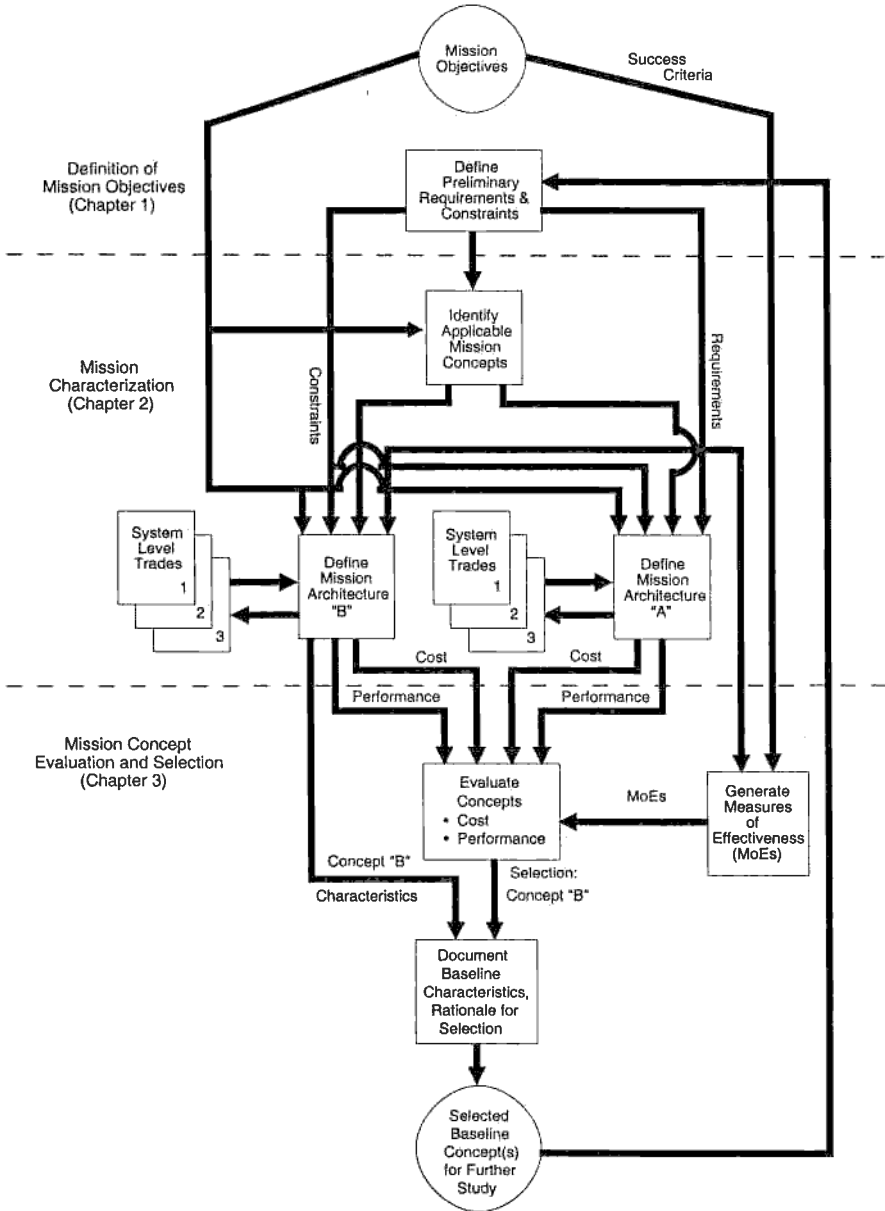 Mission
Objectives
Success
Criteria
Definition of
Mission Objectives
(Chapter 1)
Define
Preliminary
Requirements &
Constraints
Identify
Applicable
Mission
Concepts
Mission
Characterization
(Chapter 2)
Constraints
Requirements
System
Level
Trades
1
2
3
Define
Mission
Architecture
"B"
System
Level
Trades
1
2
3
Define
Mission
Architecture
"A"
Cost
Cost
Performance
Performance
Mission Concept
Evaluation and Selection
(Chapter 3)
Evaluate
Concepts
• Cost
• Performance
MoEs
Generate
Measures
of
Effectiveness
(MoEs)
Concept "B"
Characteristics
Selection:
Concept "B"
Document
Baseline
Characteristics,
Rationale for
Selection
Selected
Baseline
Concept(s)
for Further
Study